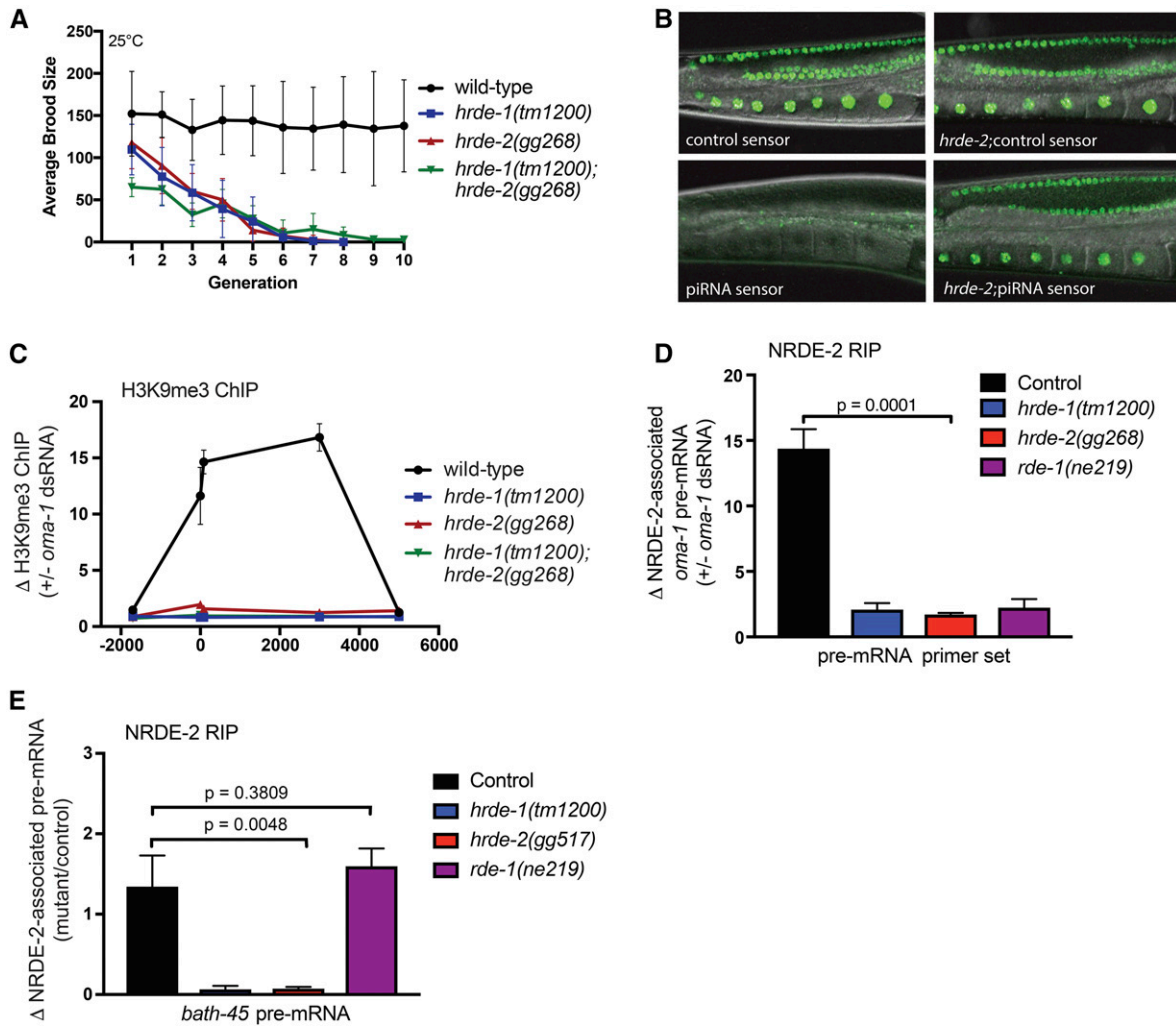 A
25°C
250
200
150
100
50
0
Average Brood Size
1 2 3 4 5 6 7 8 9 10
Generation
wild-type
hrde-1(tm1200)
hrde-2(gg268)
hrde-1(tm1200);
hrde-2(gg268)
B
control sensor
hrde-2;control sensor
piRNA sensor
hrde-2;piRNA sensor
C
H3K9me3 ChIP
20
15
10
5
0
Δ H3K9me3 ChIP
(+/- oma-1 dsRNA)
-2000 0 2000 4000 6000
wild-type
hrde-1(tm1200)
hrde-2(gg268)
hrde-1(tm1200);
hrde-2(gg268)
D
NRDE-2 RIP
20
15
10
5
0
Δ NRDE-2-associated
oma-1 pre-mRNA
(+/- oma-1 dsRNA)
p = 0.0001
pre-mRNA primer set
Control
hrde-1(tm1200)
hrde-2(gg268)
rde-1(ne219)
E
NRDE-2 RIP
3
2
1
0
Δ NRDE-2-associated pre-mRNA
(mutant/control)
p = 0.3809
p = 0.0048
bath-45 pre-mRNA
Control
hrde-1(tm1200)
hrde-2(gg517)
rde-1(ne219)